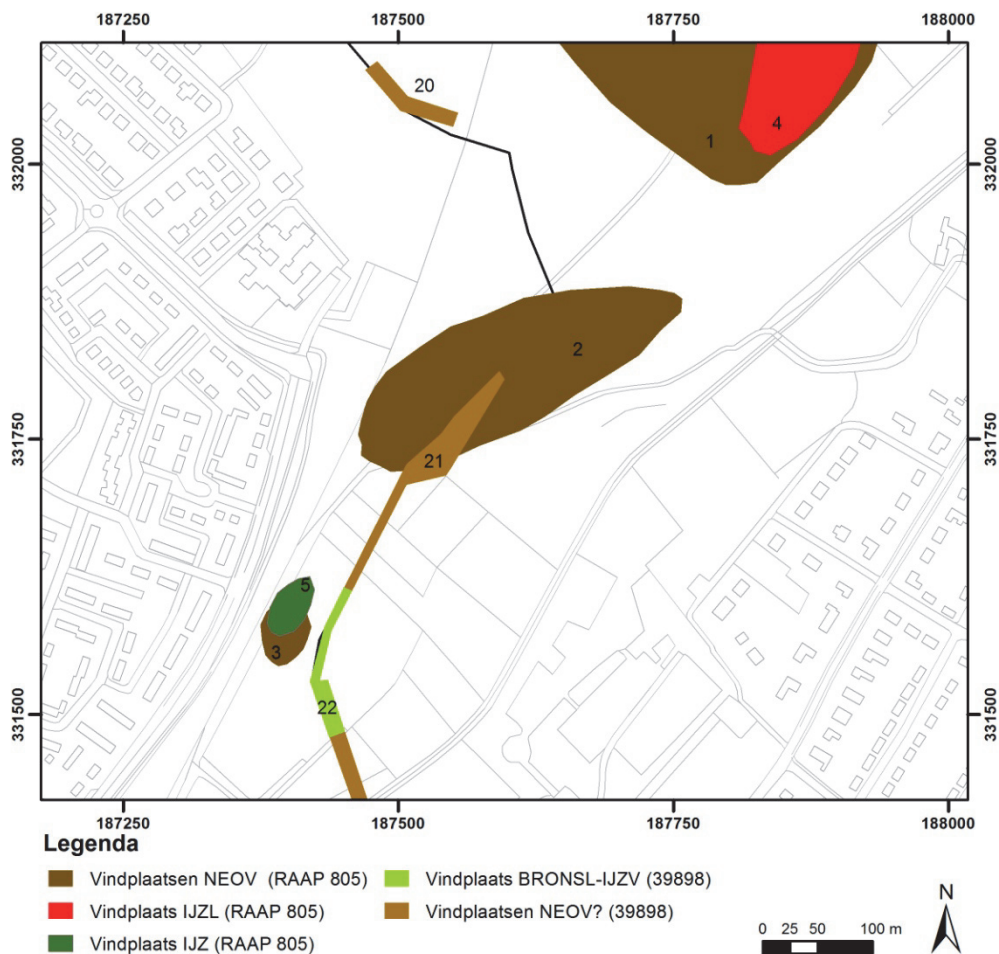 187250 187500 187750 188000
20
4
1
332000 332000
2
331750 331750
21
5
3
331500 22 331500
187250 187500 187750 188000
Legenda
Vindplaatsen NEOV (RAAP 805) Vindplaats BRONSL-IJZV (39898)
Vindplaats IJZL (RAAP 805) Vindplaatsen NEOV? (39898)
Vindplaats IJZ (RAAP 805)
N
0 25 50 100 m